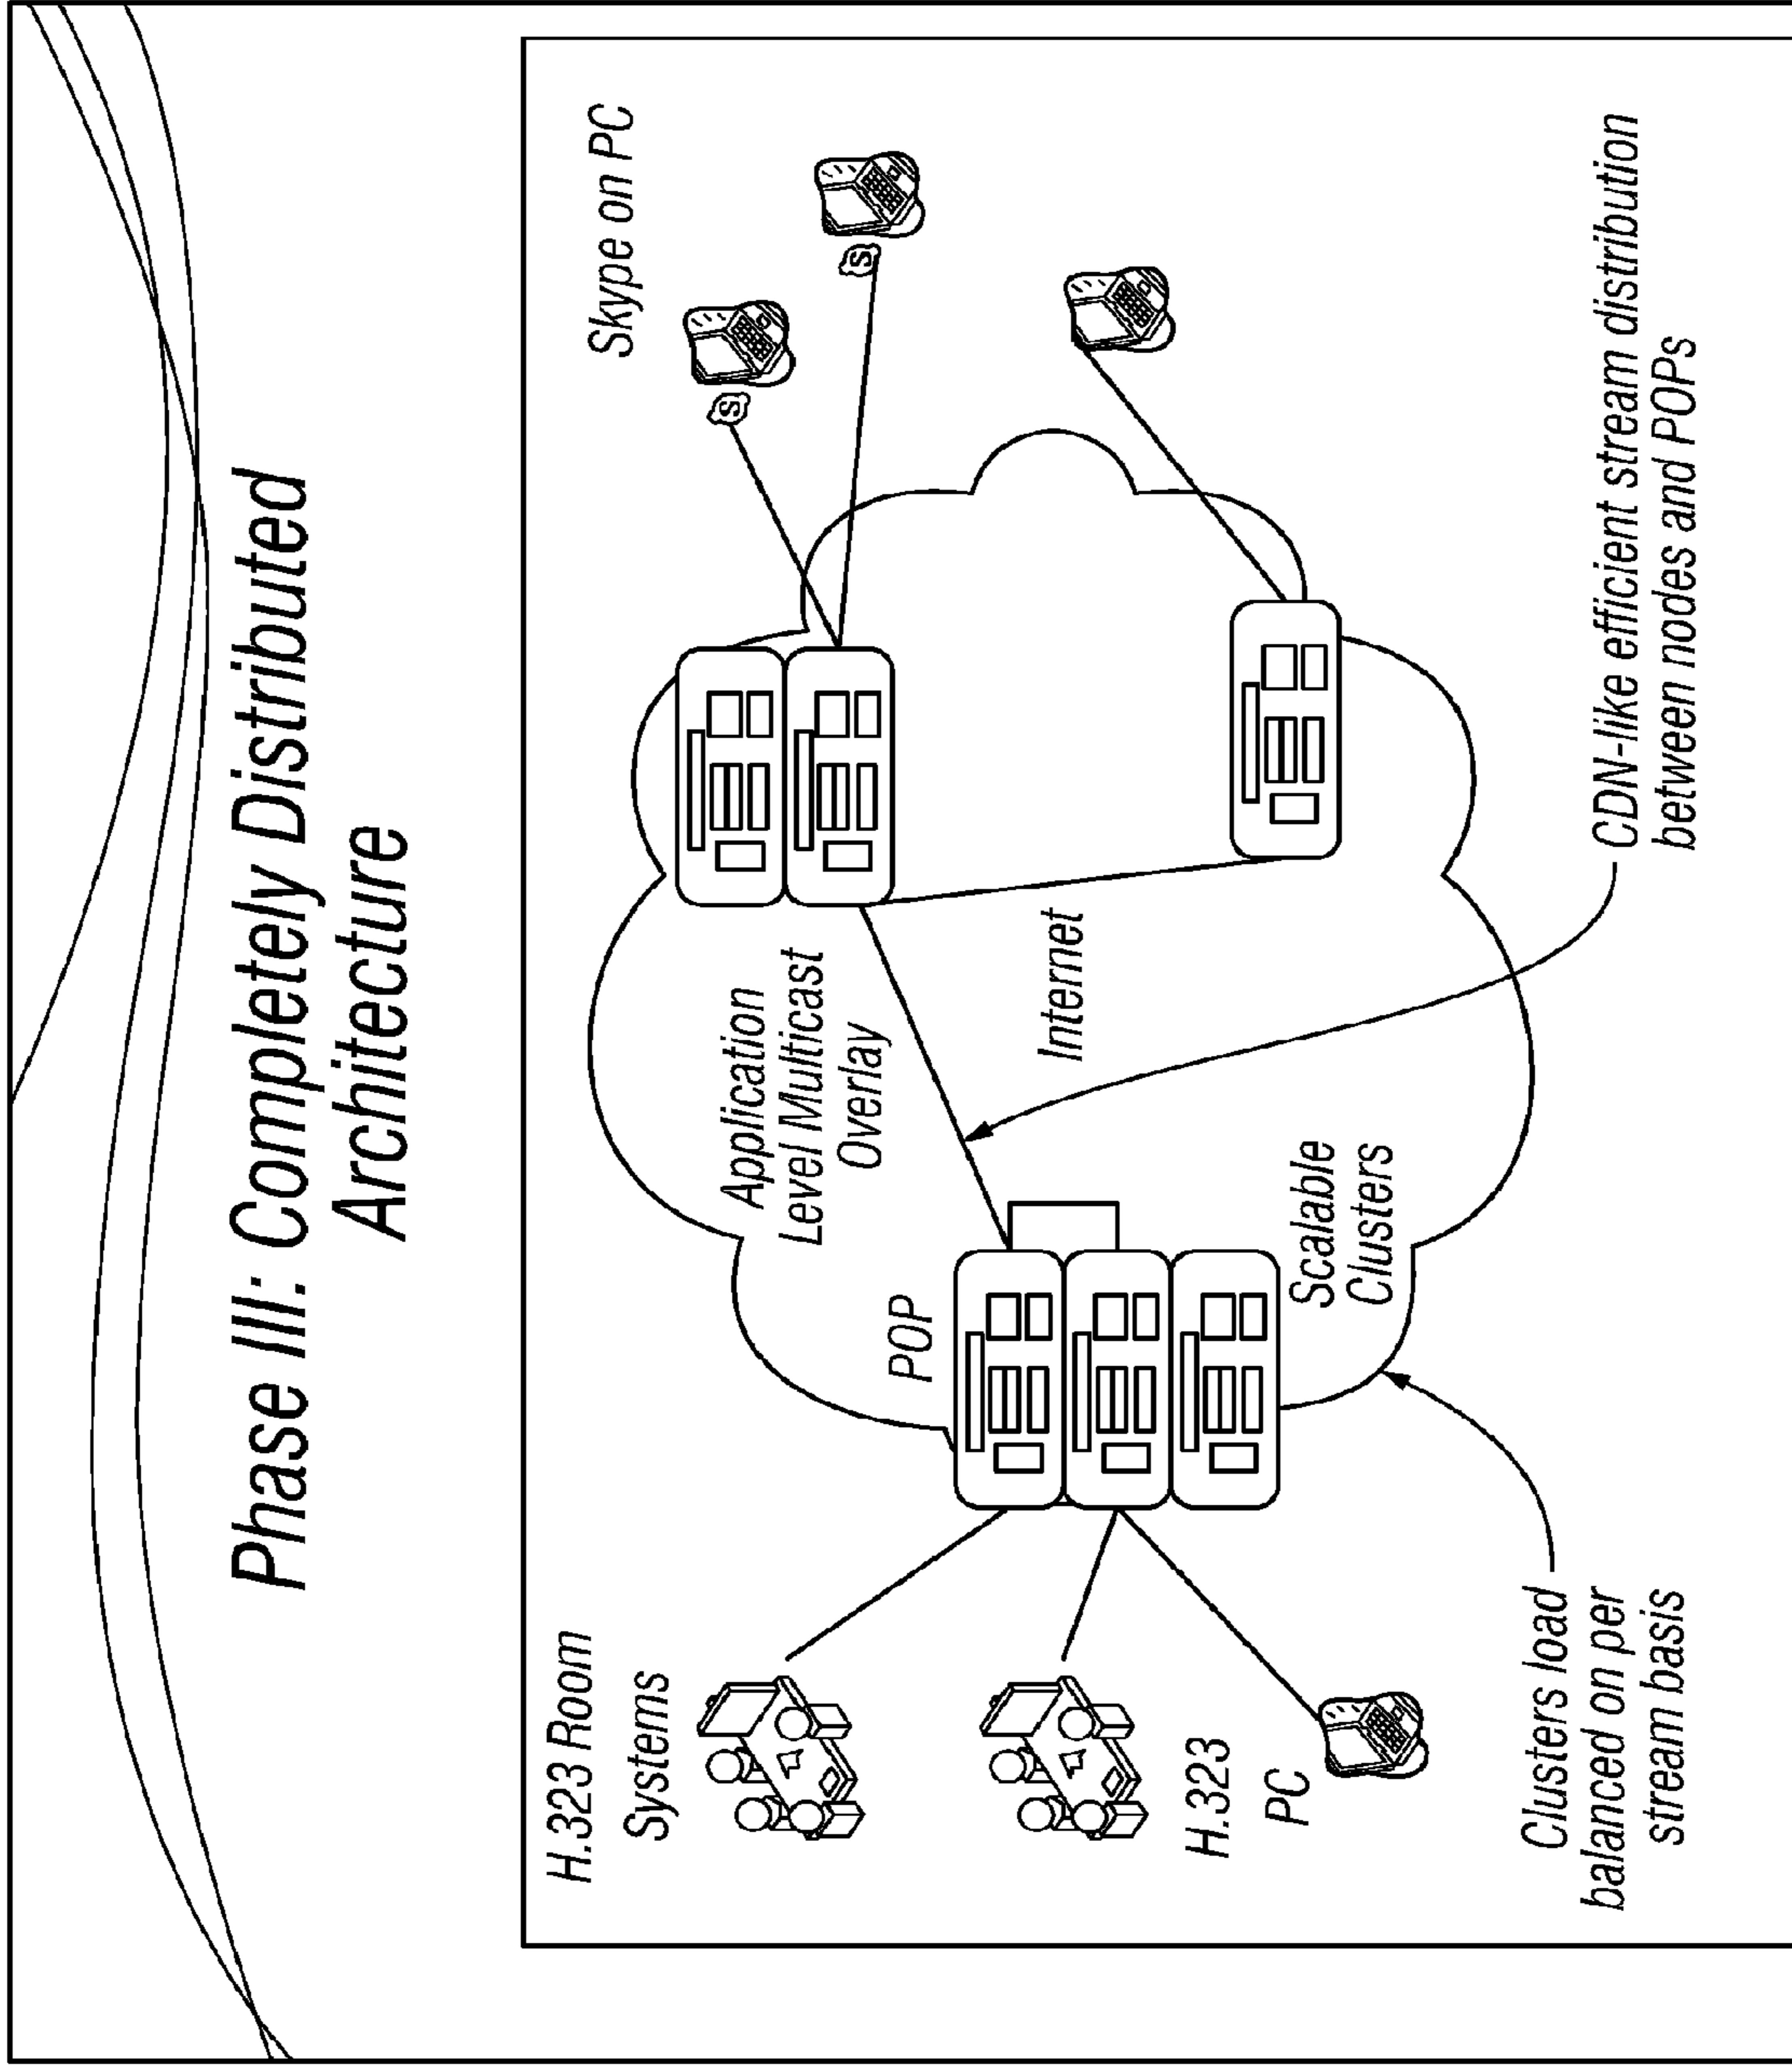 Phase III: Completely Distributed
Architecture
H.323 Room
Systems
Skype on PC
S
S
Application
Level Multicast
Overlay
POP
Internet
H.323
PC
Scalable
Clusters
Clusters load
balanced on per
stream basis
CDN-like efficient stream distribution
between nodes and POPs